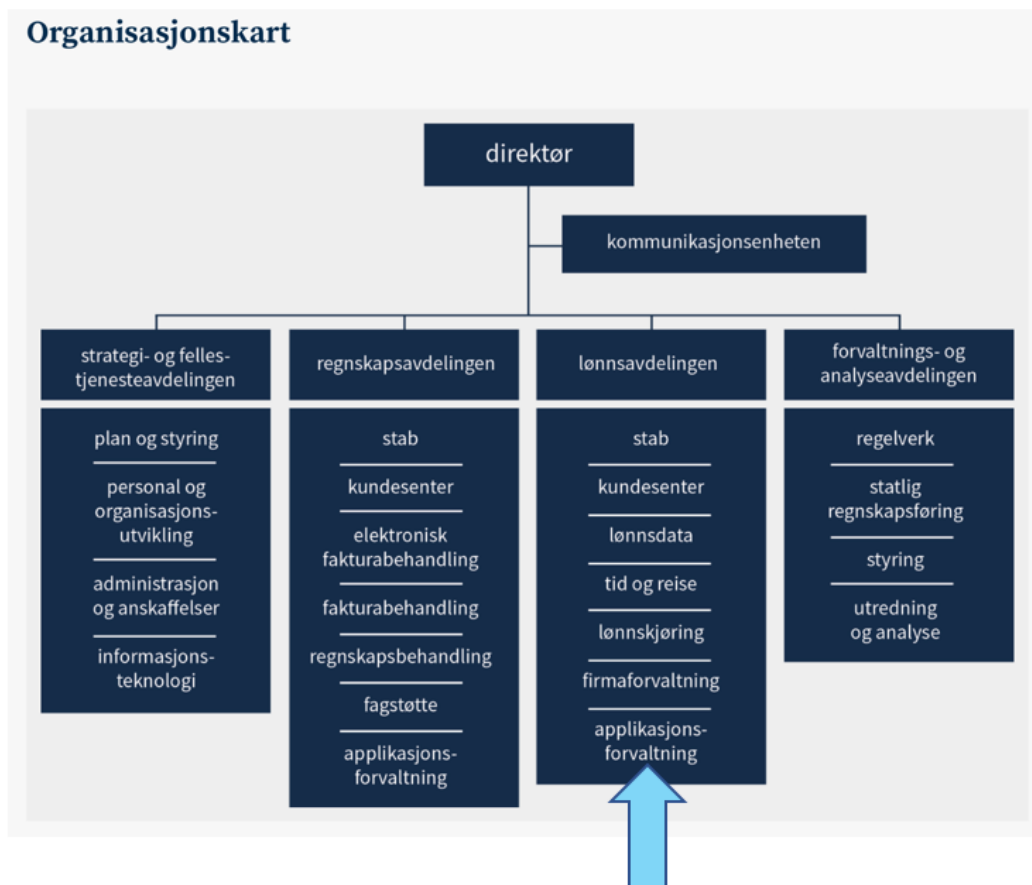 Organisasjonskart
direktør
kommunikasjonsenheten
strategi- og felles-
tjenesteavdelingen
plan og styring
personal og
organisasjons-
utvikling
administrasjon
og anskaffelser
informasjons-
teknologi
regnskapsavdelingen
stab
kundesenter
elektronisk
fakturabehandling
fakturabehandling
regnskapsbehandling
fagstøtte
applikasjons-
forvaltning
lønnsavdelingen
stab
kundesenter
lønnsdata
tid og reise
lønnskjøring
firmaforvaltning
applikasjons-
forvaltning
forvaltnings- og
analyseavdelingen
regelverk
statlig
regnskapsføring
styring
utredning
og analyse